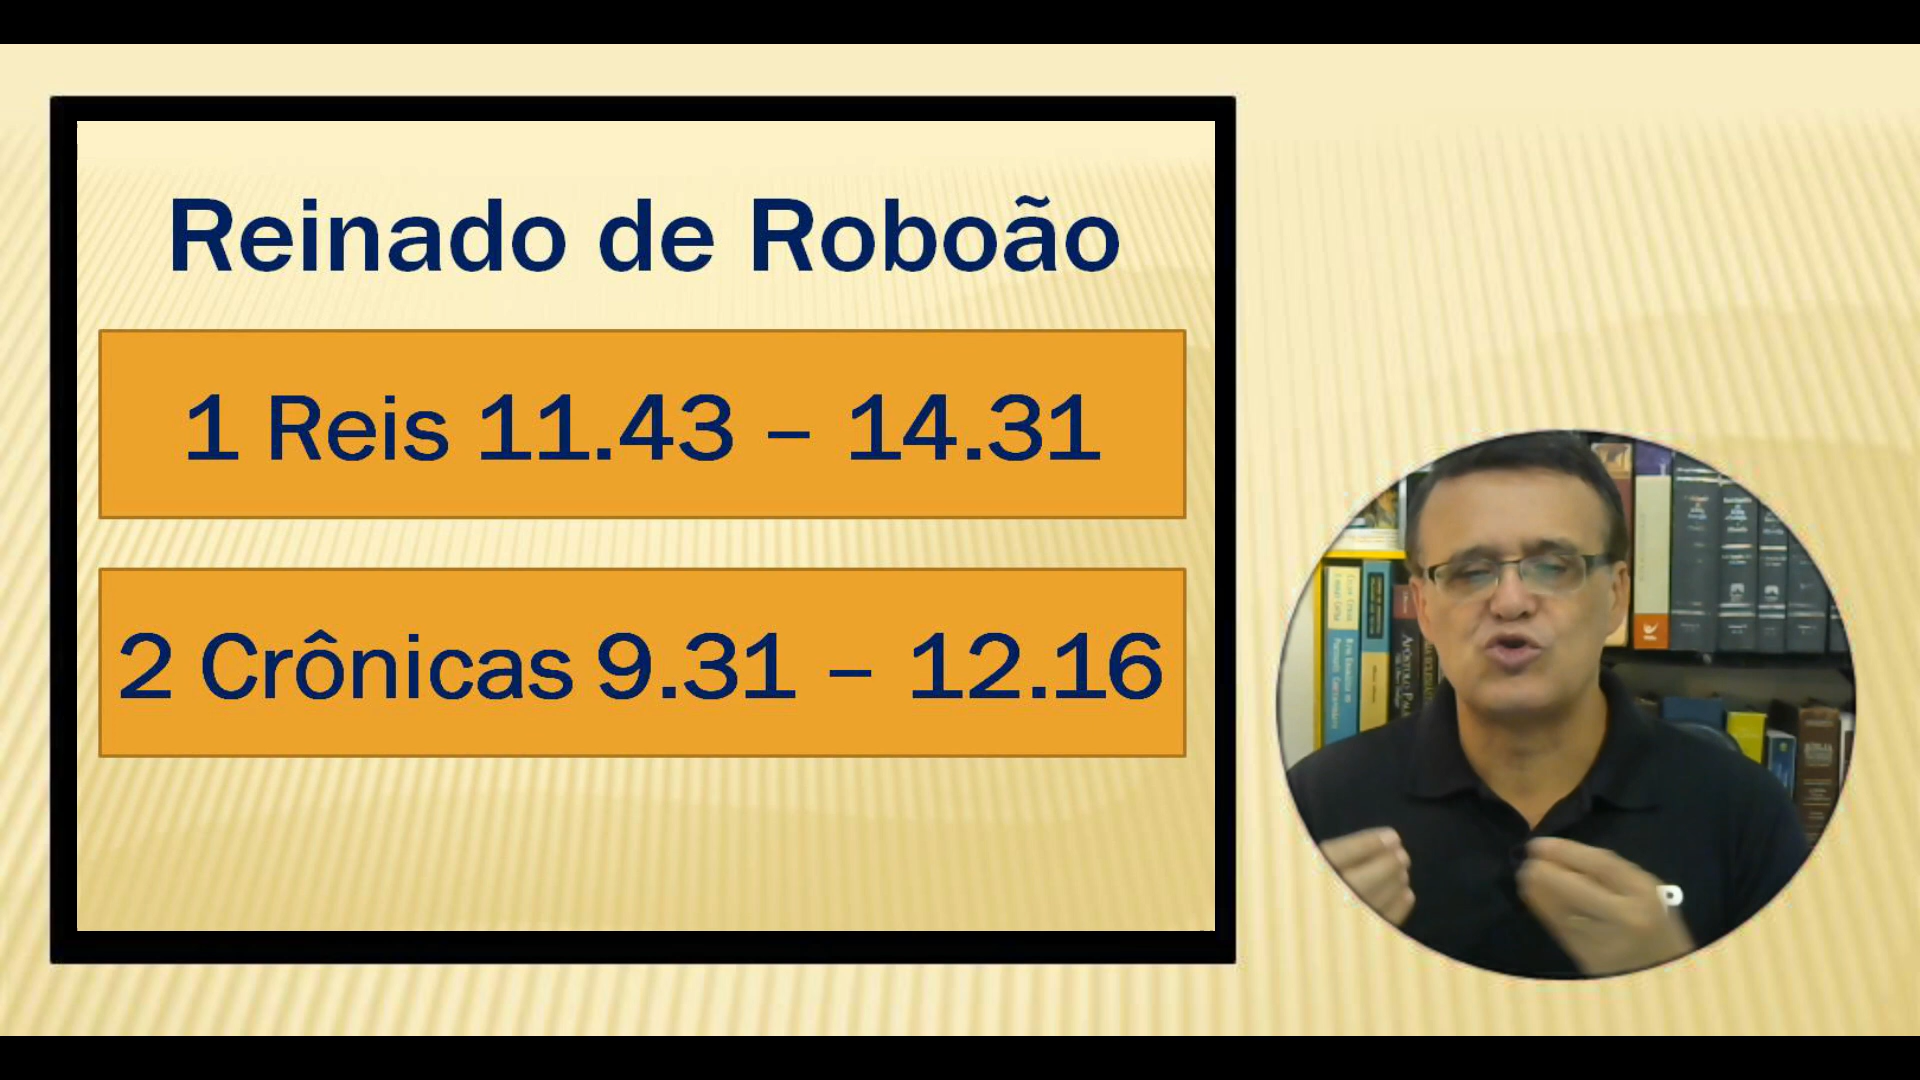 Reinado de Roboão
1 Reis 11.43 – 14.31
2 Crônicas 9.31 – 12.16